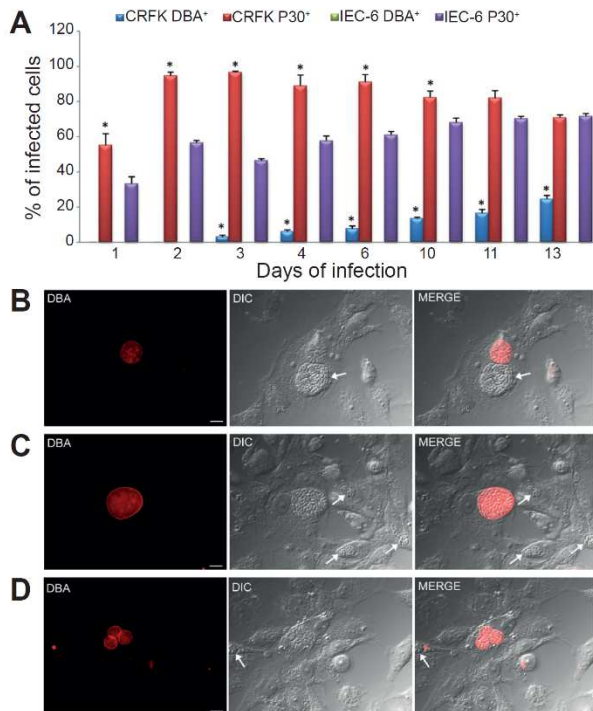 A
CRFK DBA⁺ CRFK P30⁺ IEC-6 DBA⁺ IEC-6 P30⁺
% of infected cells
120
100
80
60
40
20
0
* * * * * * * * * * * *
1 2 3 4 6 10 11 13
Days of infection
B
DBA DIC MERGE
C
DBA DIC MERGE
D
DBA DIC MERGE